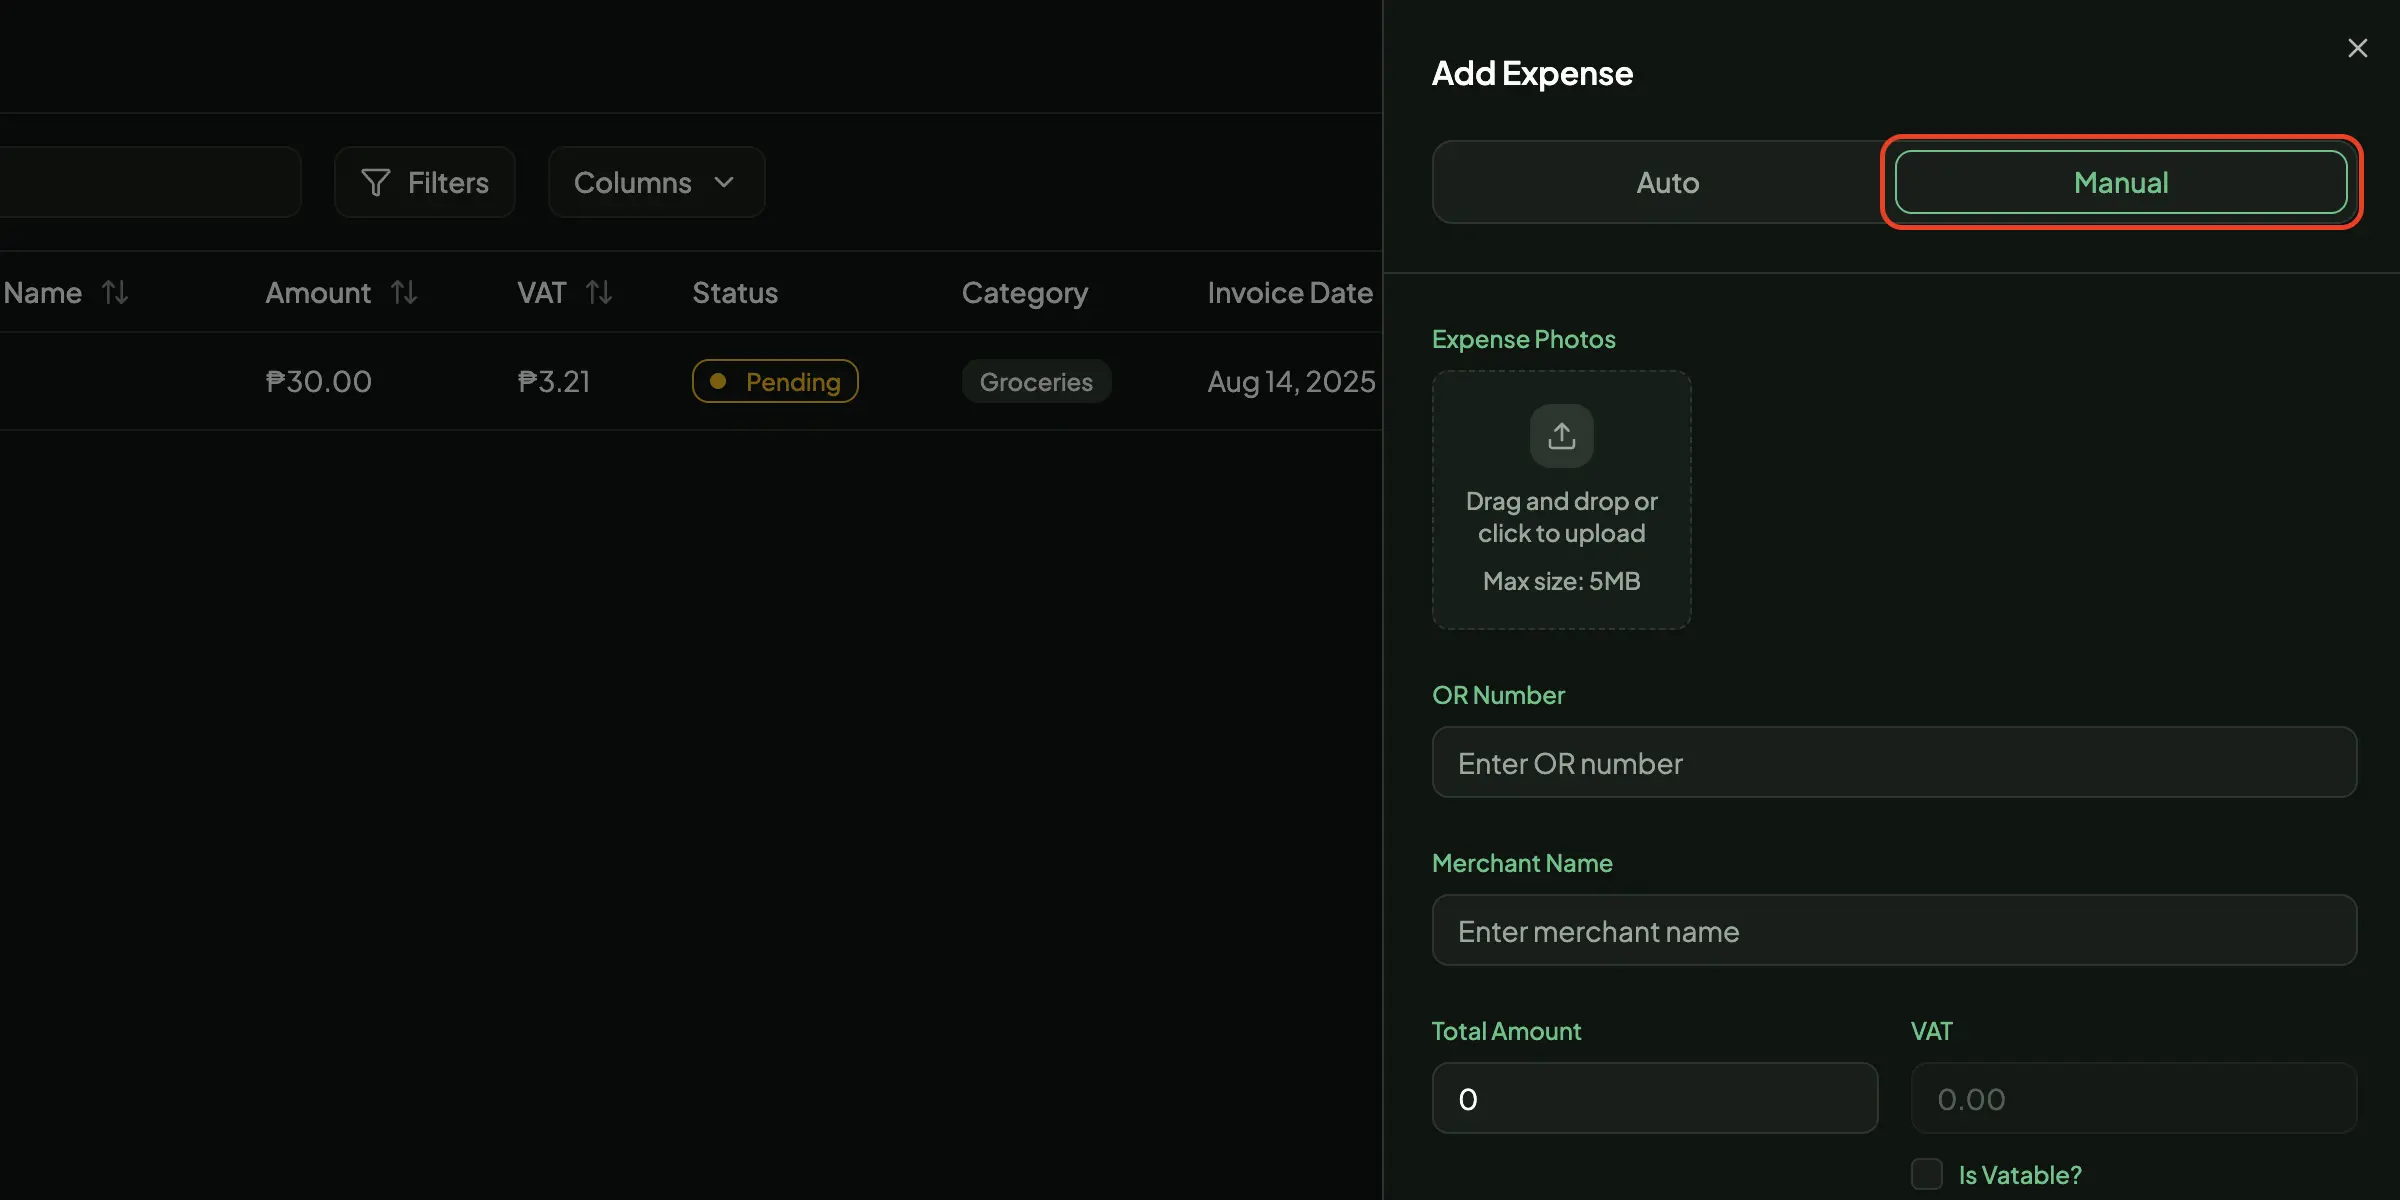 Filters
Columns
Name
Amount
VAT
Status
Category
Invoice Date
₱30.00
₱3.21
Pending
Groceries
Aug 14, 2025
Add Expense
Auto
Manual
Expense Photos
Drag and drop or
click to upload
Max size: 5MB
OR Number
Enter OR number
Merchant Name
Enter merchant name
Total Amount
VAT
0
0.00
Is Vatable?